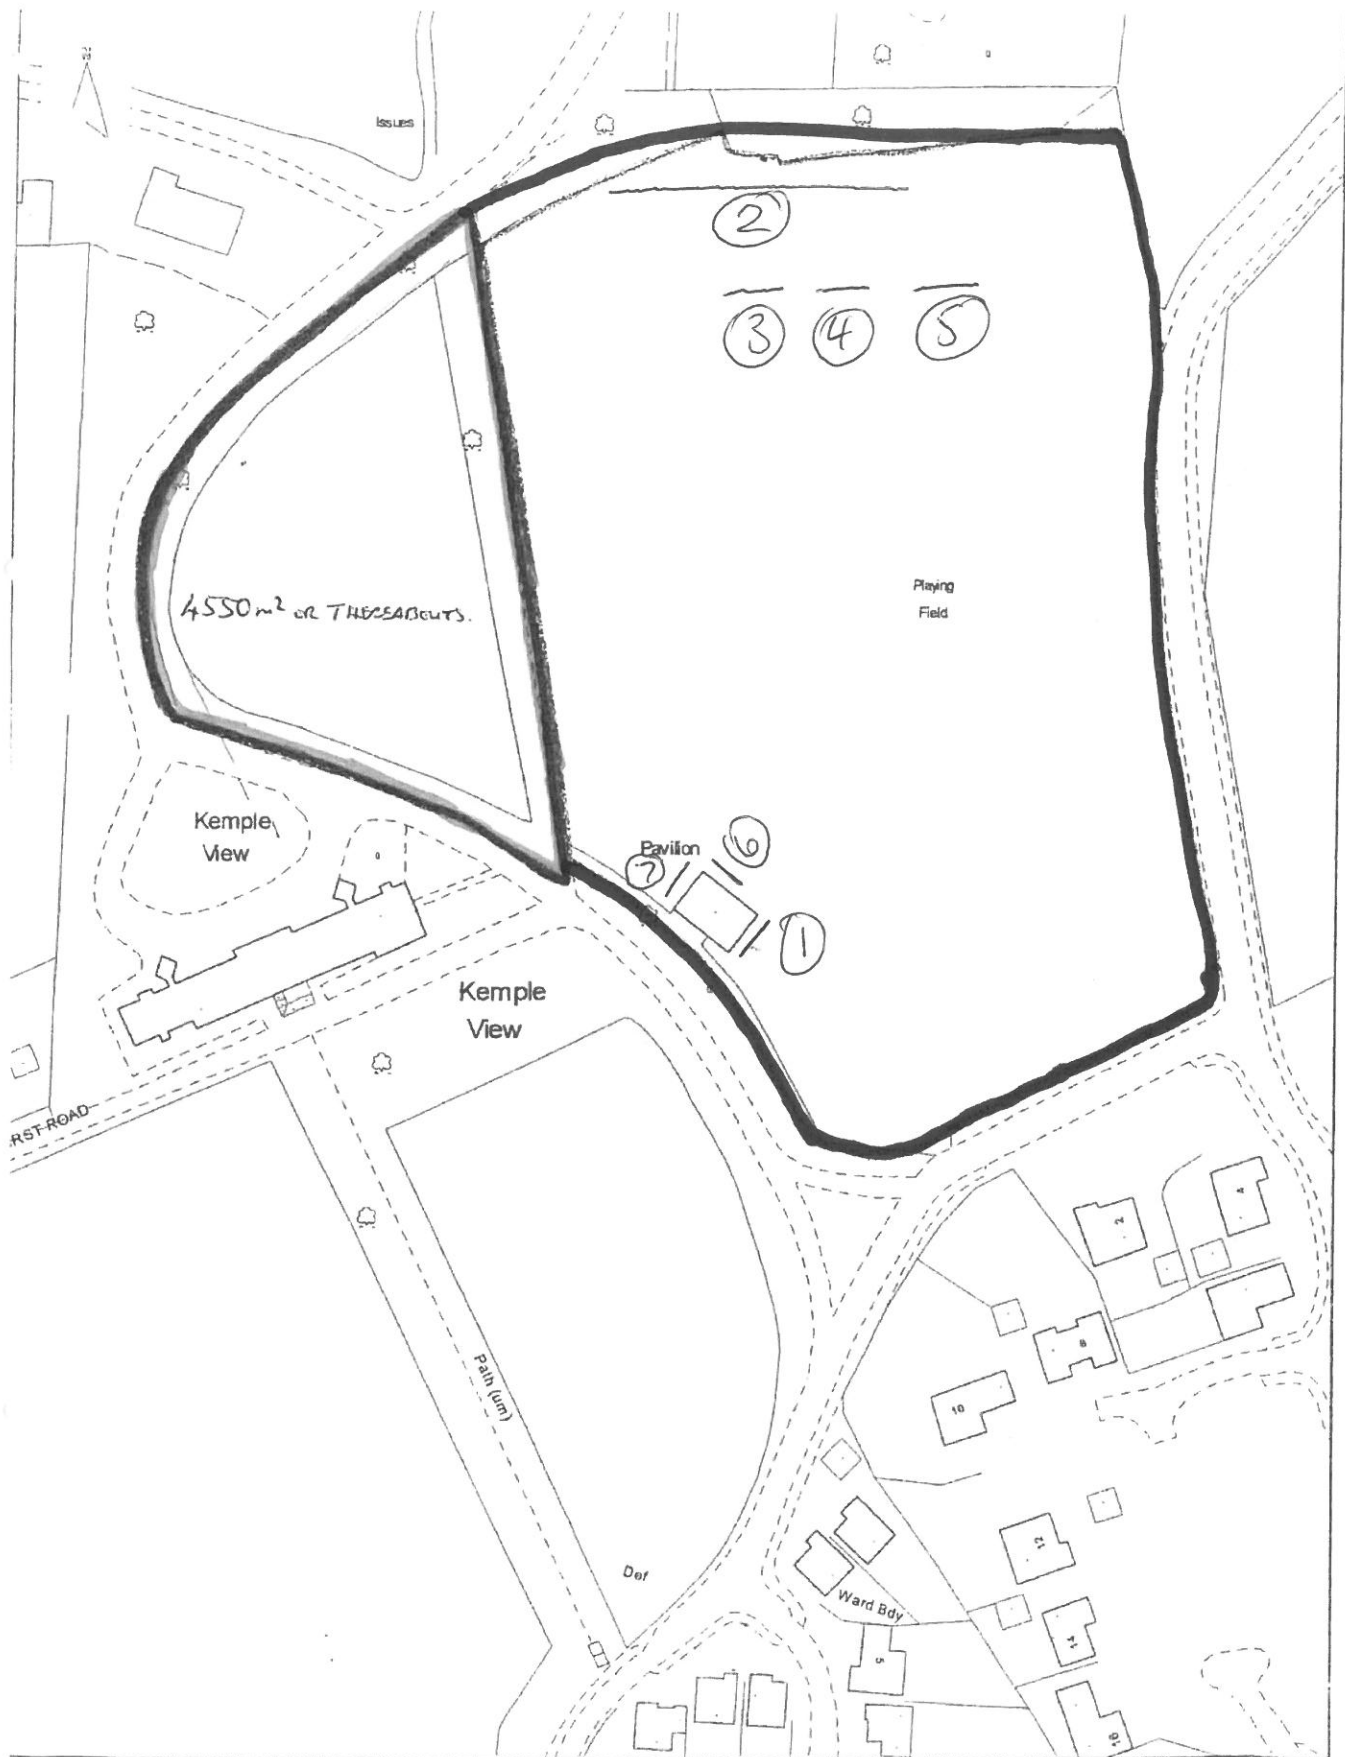 Issues
2
3 4 5
Playing
Field
4550m² OR THEREABOUTS.
Kemple
View
Pavilion
6
7
1
Kemple
View
RST ROAD
2
4
8
10
Path (um)
12
Def
Ward Bdy
14
5
16